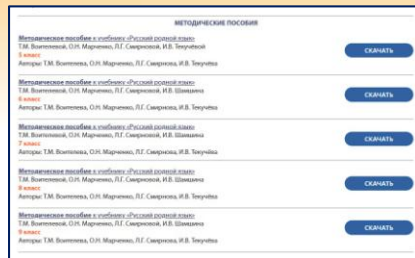 МЕТОДИЧЕСКИЕ ПОСОБИЯ
Методическое пособие к учебнику «Русский родной язык»
Т.М. Воителевой, О.Н. Марченко, Л.Г. Смирновой, И.В. Текучёвой
5 класс
Авторы: Т.М. Воителева, О.Н. Марченко, Л.Г. Смирнова, И.В. Текучёва
СКАЧАТЬ
Методическое пособие к учебнику «Русский родной язык»
Т.М. Воителевой, О.Н. Марченко, Л.Г. Смирновой, И.В. Шамшина
6 класс
Авторы: Т.М. Воителева, О.Н. Марченко, Л.Г. Смирнова, И.В. Текучёва
СКАЧАТЬ
Методическое пособие к учебнику «Русский родной язык»
Т.М. Воителевой, О.Н. Марченко, Л.Г. Смирновой, И.В. Шамшина
7 класс
Авторы: Т.М. Воителева, О.Н. Марченко, Л.Г. Смирнова, И.В. Текучёва
СКАЧАТЬ
Методическое пособие к учебнику «Русский родной язык»
Т.М. Воителевой, О.Н. Марченко, Л.Г. Смирновой, И.В. Шамшина
8 класс
Авторы: Т.М. Воителева, О.Н. Марченко, Л.Г. Смирнова, И.В. Текучёва
СКАЧАТЬ
Методическое пособие к учебнику «Русский родной язык»
Т.М. Воителевой, О.Н. Марченко, Л.Г. Смирновой, И.В. Шамшина
9 класс
Авторы: Т.М. Воителева, О.Н. Марченко, Л.Г. Смирнова, И.В. Текучёва
СКАЧАТЬ